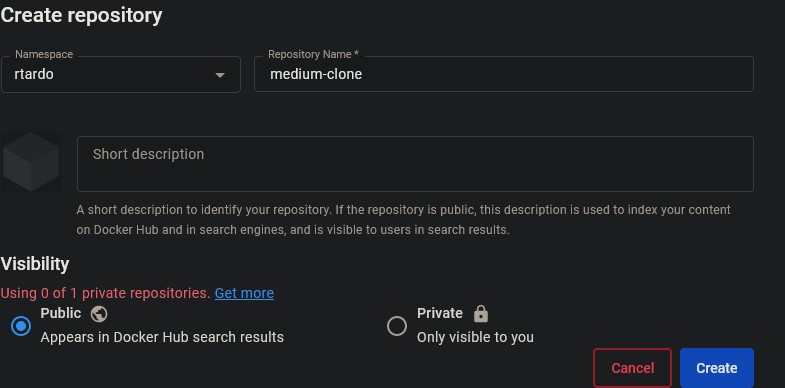 Create repository
Namespace
Repository Name *
rtardo
medium-clone
Short description
A short description to identify your repository. If the repository is public, this description is used to index your content
on Docker Hub and in search engines, and is visible to users in search results.
Visibility
Using 0 of 1 private repositories. Get more
Public
Appears in Docker Hub search results
Private
Only visible to you
Cancel
Create